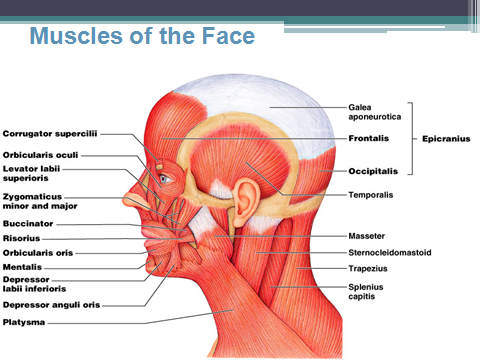 Muscles of the Face
Corrugator supercilii
Orbicularis oculi
Levator labii
superioris
Zygomaticus
minor and major
Buccinator
Risorius
Orbicularis oris
Mentalis
Depressor
labii inferioris
Depressor anguli oris
Platysma
Galea
aponeurotica
Frontalis
Epicranius
Occipitalis
Temporalis
Masseter
Sternocleidomastoid
Trapezius
Splenius
capitis